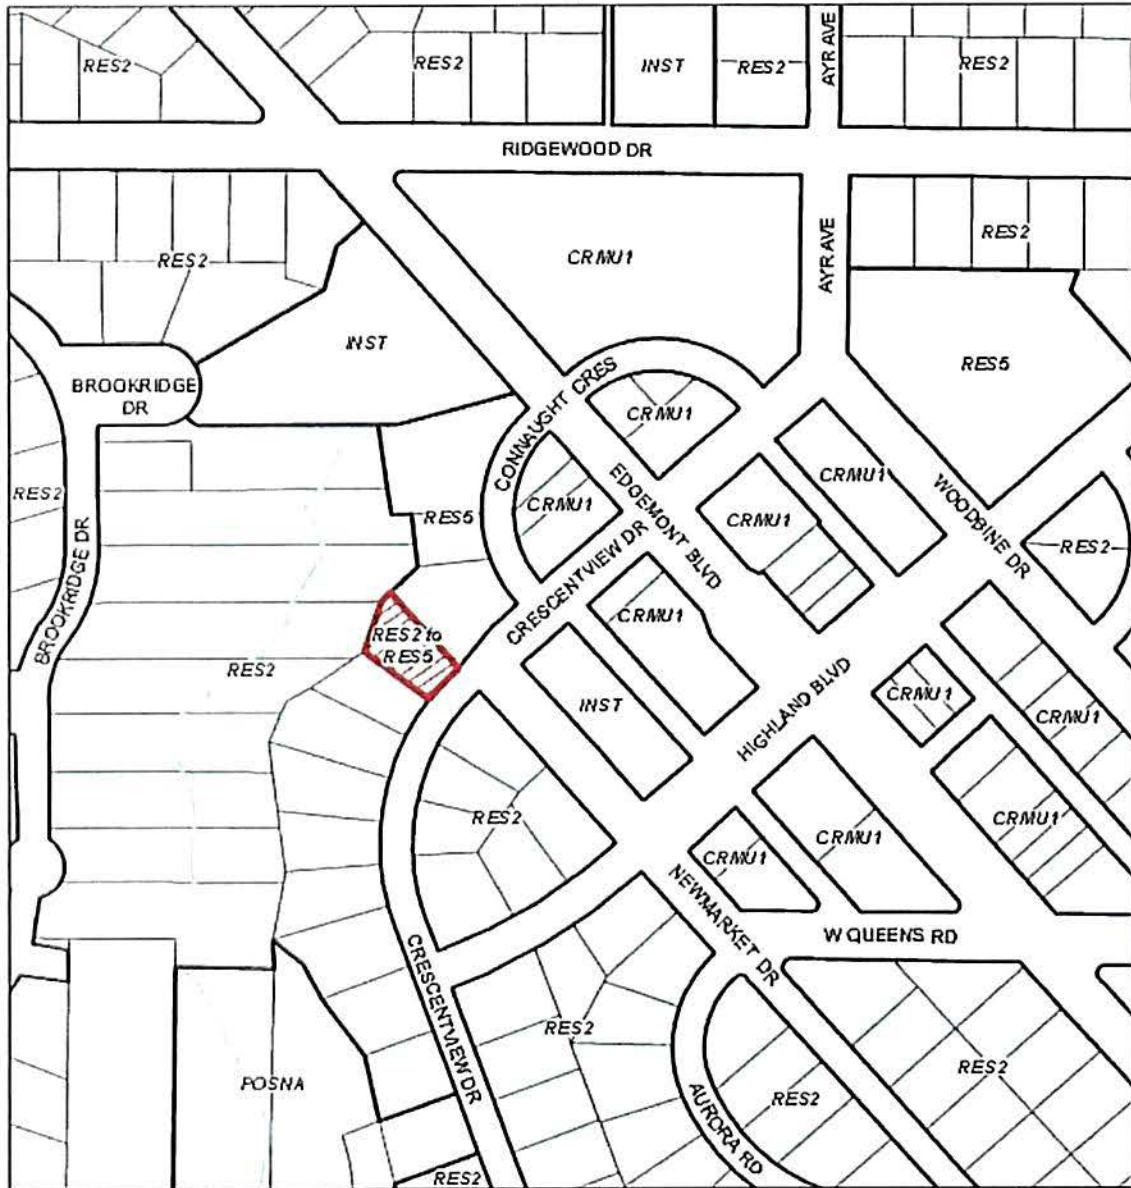 RES2
RES2
INST
RES2
AYR AVE
RES2
RIDGEWOOD DR
RES2
CRMU1
AYR AVE
RES2
INST
RES5
BROOKRIDGE
DR
CONNAUGHT CRES
CRMU1
RES2
BROOKRIDGE DR
RES5
CRMU1
EDGEMONT BLVD
CRMU1
CRMU1
WOODBINE DR
RES2
CRESCENTVIEW DR
CRMU1
RES2 to
RES5
RES2
INST
HIGHLAND BLVD
CRMU1
CRMU1
RES2
CRMU1
CRMU1
CRMU1
NEWMARKET DR
W QUEENS RD
CRESCENTVIEW DR
RES2
POSNA
AURORA RD
RES2
RES2
RES2